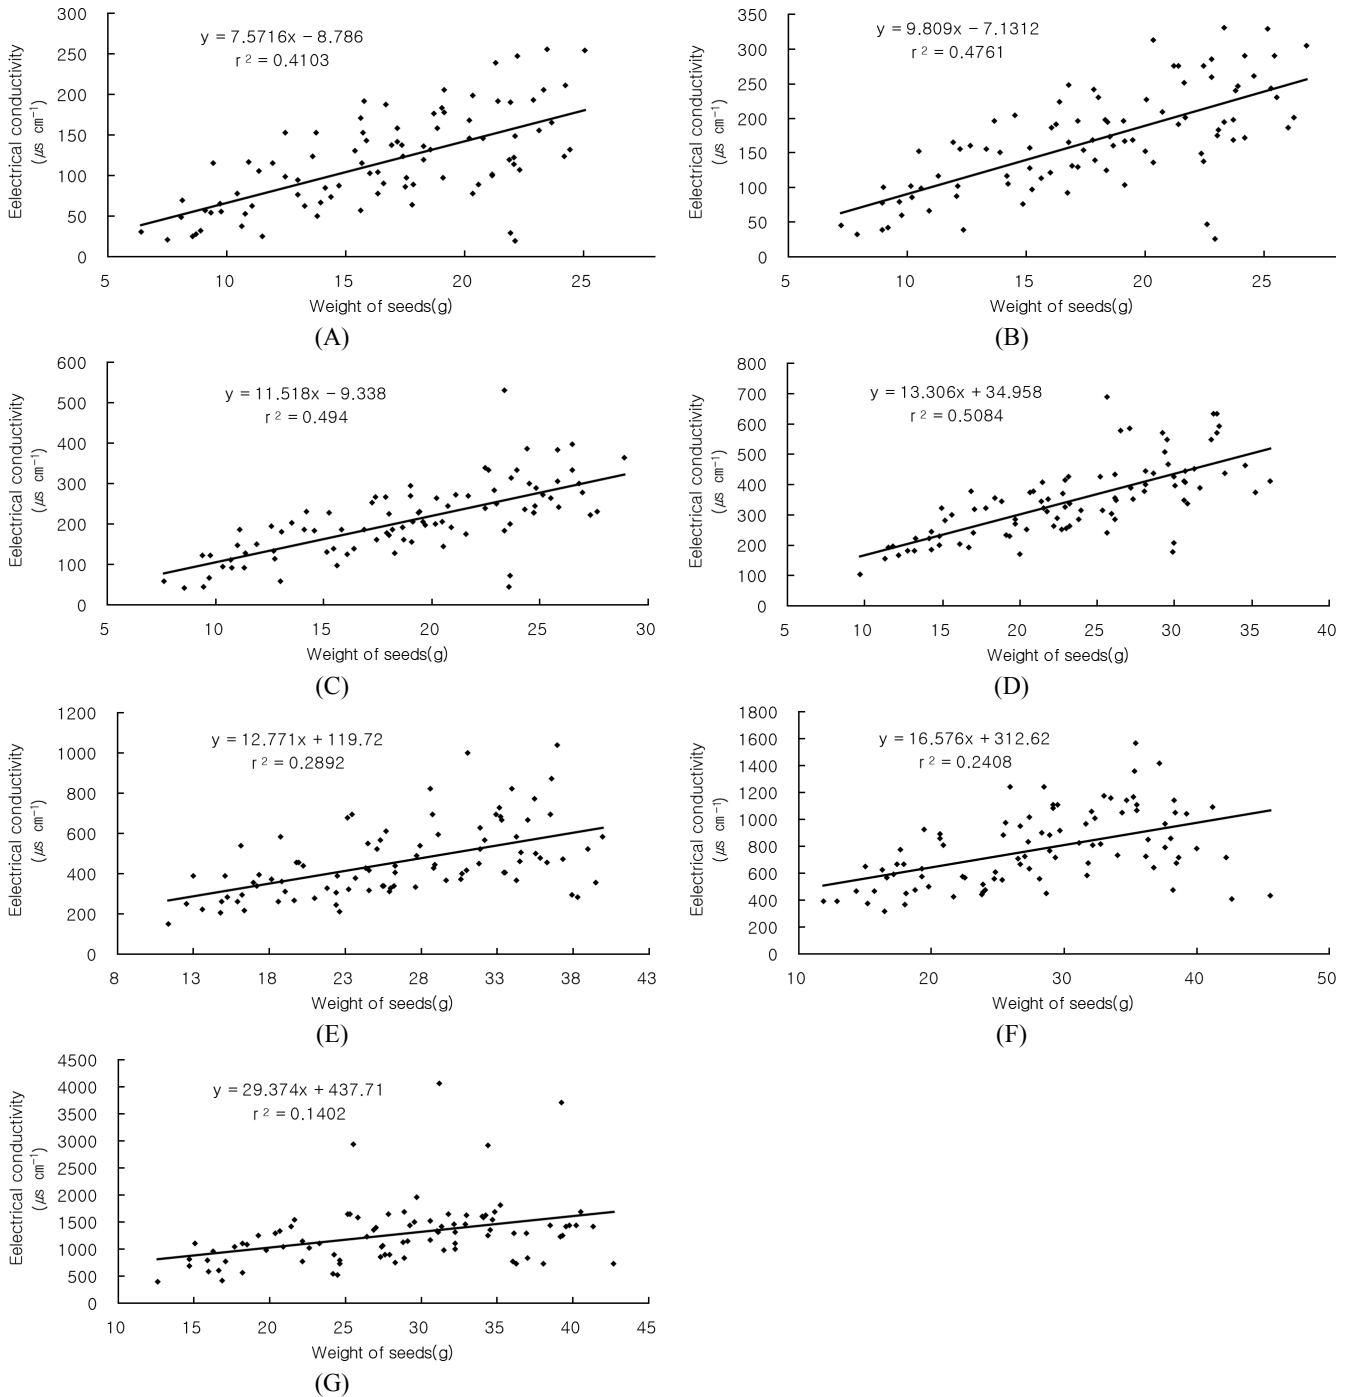 y = 7.5716x − 8.786
r² = 0.4103
Eelectrical conductivity
(μs cm⁻¹)
300
250
200
150
100
50
0
5 10 15 20 25
Weight of seeds(g)
(A)
y = 9.809x − 7.1312
r² = 0.4761
Eelectrical conductivity
(μs cm⁻¹)
350
300
250
200
150
100
50
0
5 10 15 20 25
Weight of seeds(g)
(B)
y = 11.518x − 9.338
r² = 0.494
Eelectrical conductivity
(μs cm⁻¹)
600
500
400
300
200
100
0
5 10 15 20 25 30
Weight of seeds(g)
(C)
y = 13.306x + 34.958
r² = 0.5084
Eelectrical conductivity
(μs cm⁻¹)
800
700
600
500
400
300
200
100
0
5 10 15 20 25 30 35 40
Weight of seeds(g)
(D)
y = 12.771x + 119.72
r² = 0.2892
Eelectrical conductivity
(μs cm⁻¹)
1200
1000
800
600
400
200
0
8 13 18 23 28 33 38 43
Weight of seeds(g)
(E)
y = 16.576x + 312.62
r² = 0.2408
Eelectrical conductivity
(μs cm⁻¹)
1800
1600
1400
1200
1000
800
600
400
200
0
10 20 30 40 50
Weight of seeds(g)
(F)
y = 29.374x + 437.71
r² = 0.1402
Eelectrical conductivity
(μs cm⁻¹)
4500
4000
3500
3000
2500
2000
1500
1000
500
0
10 15 20 25 30 35 40 45
Weight of seeds(g)
(G)